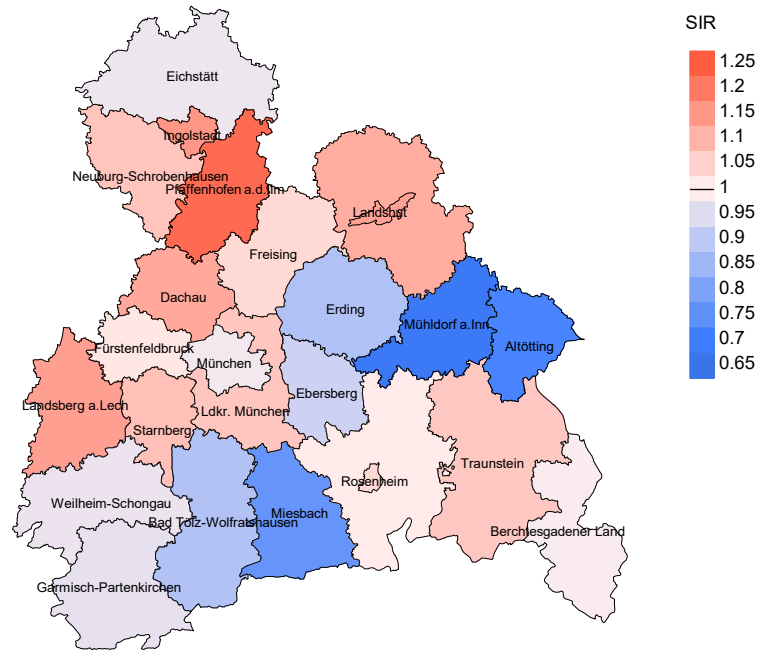 SIR
1.25
1.2
1.15
1.1
1.05
1
0.95
0.9
0.85
0.8
0.75
0.7
0.65
Eichstätt
Ingolstadt
Neuburg-Schrobenhausen
Pfaffenhofen a.d.Ilm
Landshut
Freising
Dachau
Erding
Mühldorf a.Inn
Altötting
Fürstenfeldbruck
München
Ebersberg
Landsberg a.Lech
Ldkr. München
Starnberg
Traunstein
Rosenheim
Weilheim-Schongau
Miesbach
Bad Tölz-Wolfratshausen
Berchtesgadener Land
Garmisch-Partenkirchen